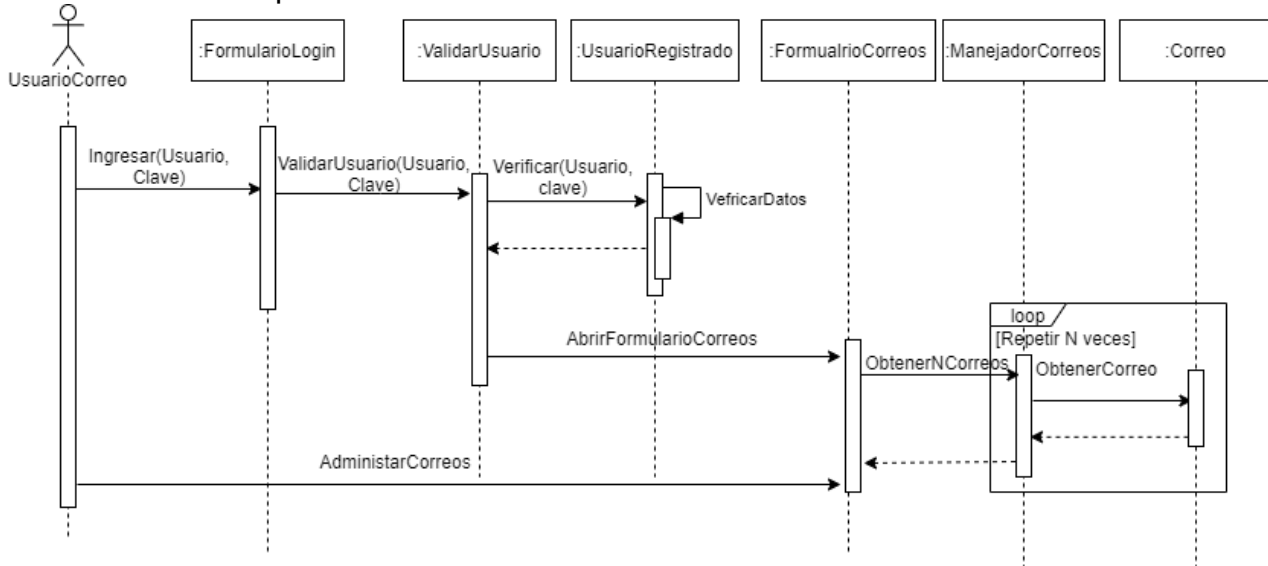 :FormularioLogin
:ValidarUsuario
:UsuarioRegistrado
:FormualrioCorreos
:ManejadorCorreos
:Correo
UsuarioCorreo
Ingresar(Usuario,
Clave)
ValidarUsuario(Usuario,
Clave)
Verificar(Usuario,
clave)
VefricarDatos
loop
[Repetir N veces]
AbrirFormularioCorreos
ObtenerNCorreos
ObtenerCorreo
AdministarCorreos